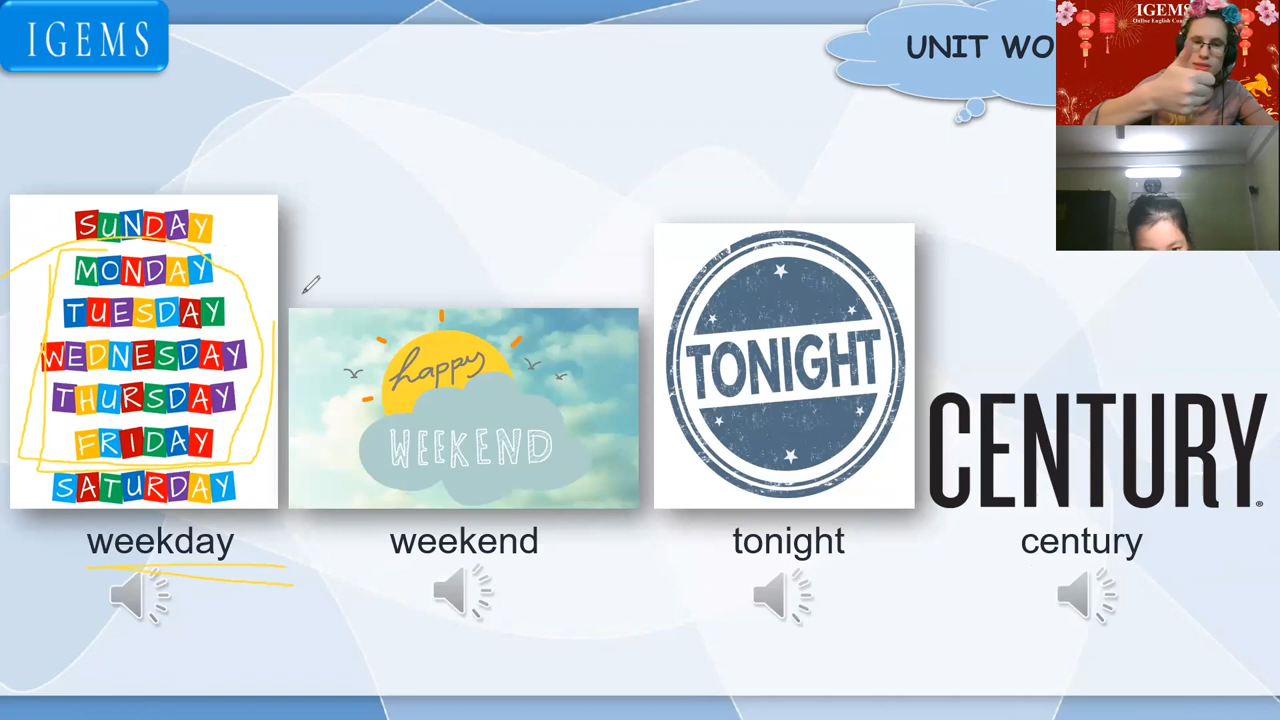 IGEMS
UNIT WO
IGEMS
SUNDAY
MONDAY
TUESDAY
WEDNESDAY
THURSDAY
FRIDAY
SATURDAY
happy
WEEKEND
TONIGHT
CENTURY®
weekday
weekend
tonight
century